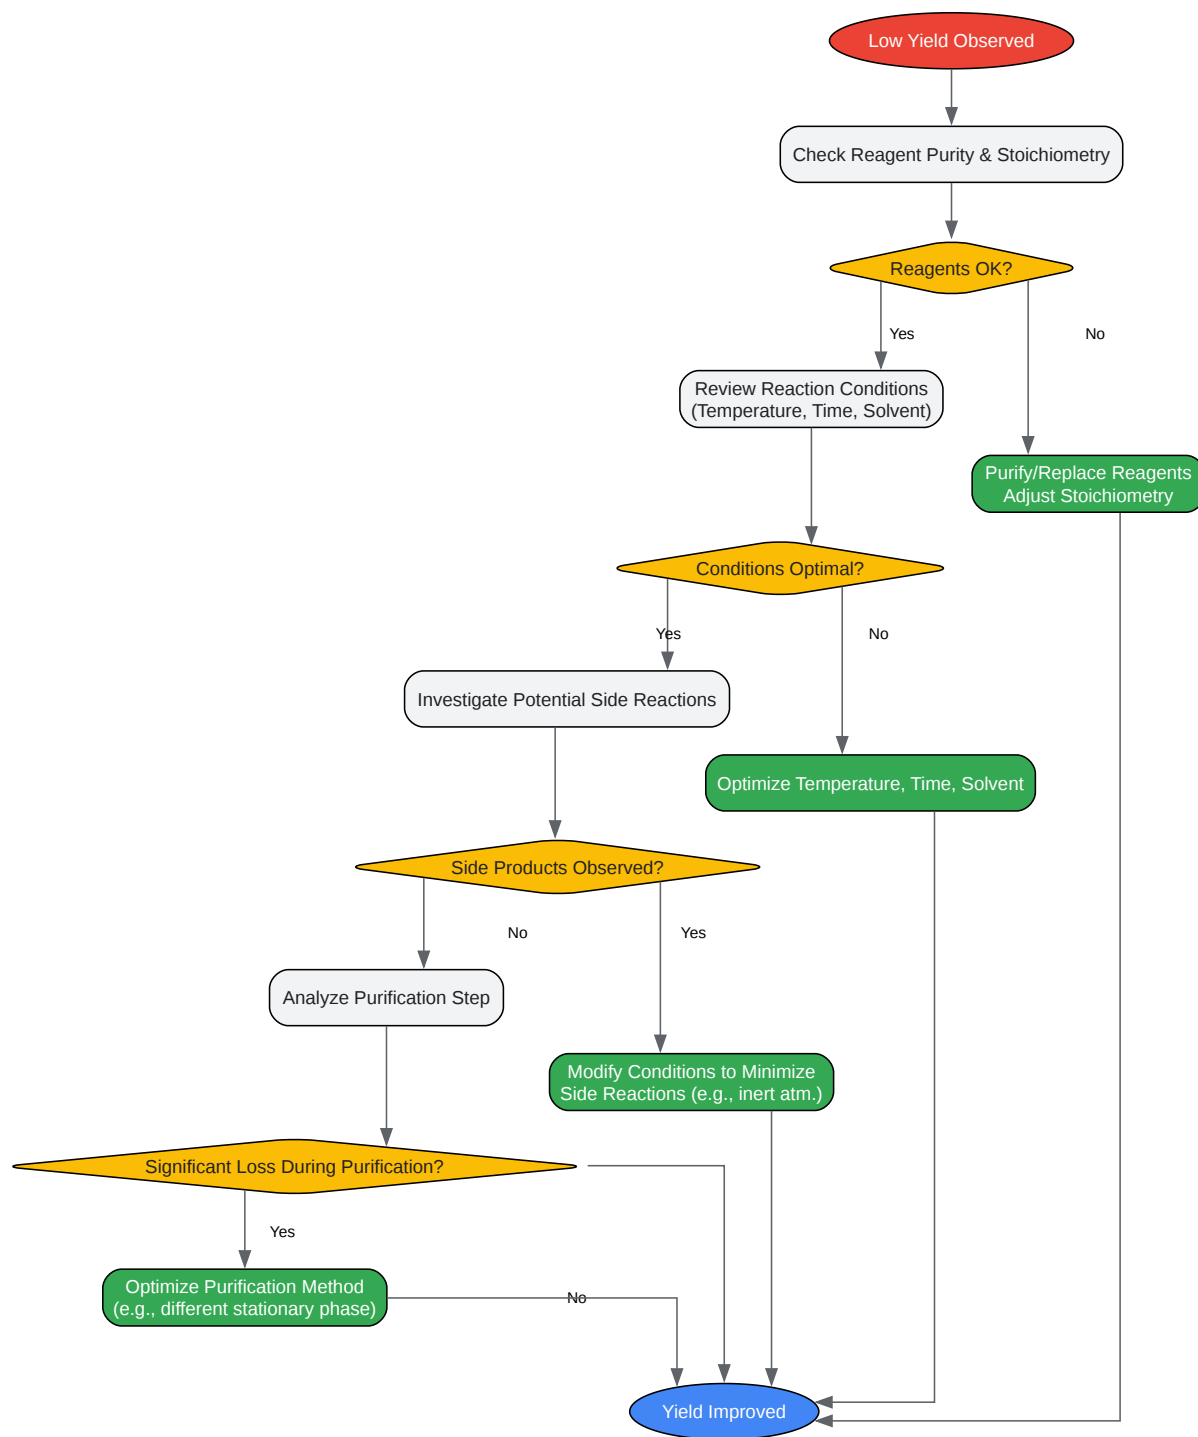 Low Yield Observed
Check Reagent Purity & Stoichiometry
Reagents OK?
Yes
No
Review Reaction Conditions
(Temperature, Time, Solvent)
Purify/Replace Reagents
Adjust Stoichiometry
Conditions Optimal?
Yes
No
Investigate Potential Side Reactions
Optimize Temperature, Time, Solvent
Side Products Observed?
No
Yes
Analyze Purification Step
Modify Conditions to Minimize
Side Reactions (e.g., inert atm.)
Significant Loss During Purification?
Yes
Optimize Purification Method
(e.g., different stationary phase)
No
Yield Improved